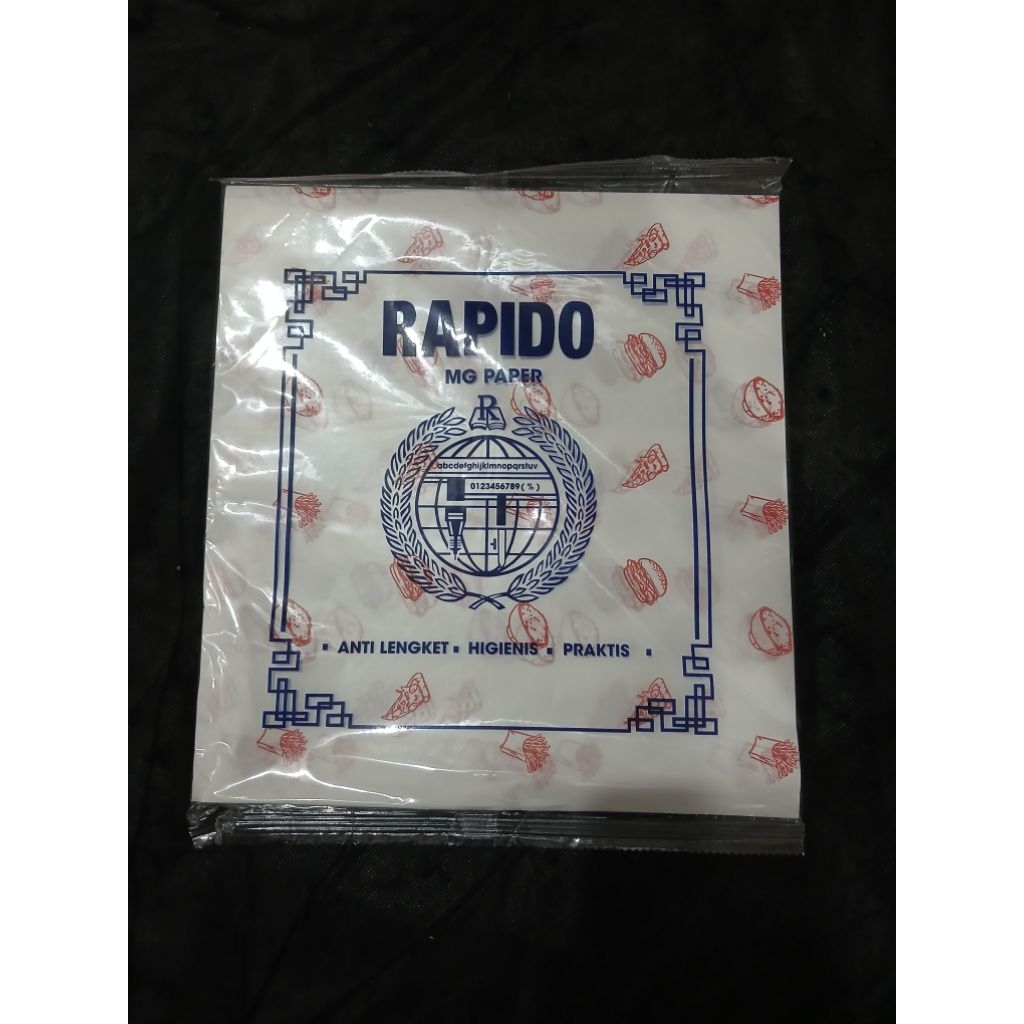 RAPIDO
MG PAPER
R
abcdefghijklmnopqrstuv
0123456789(%)
▪ ANTI LENGKET ▪ HIGIENIS ▪ PRAKTIS ▪